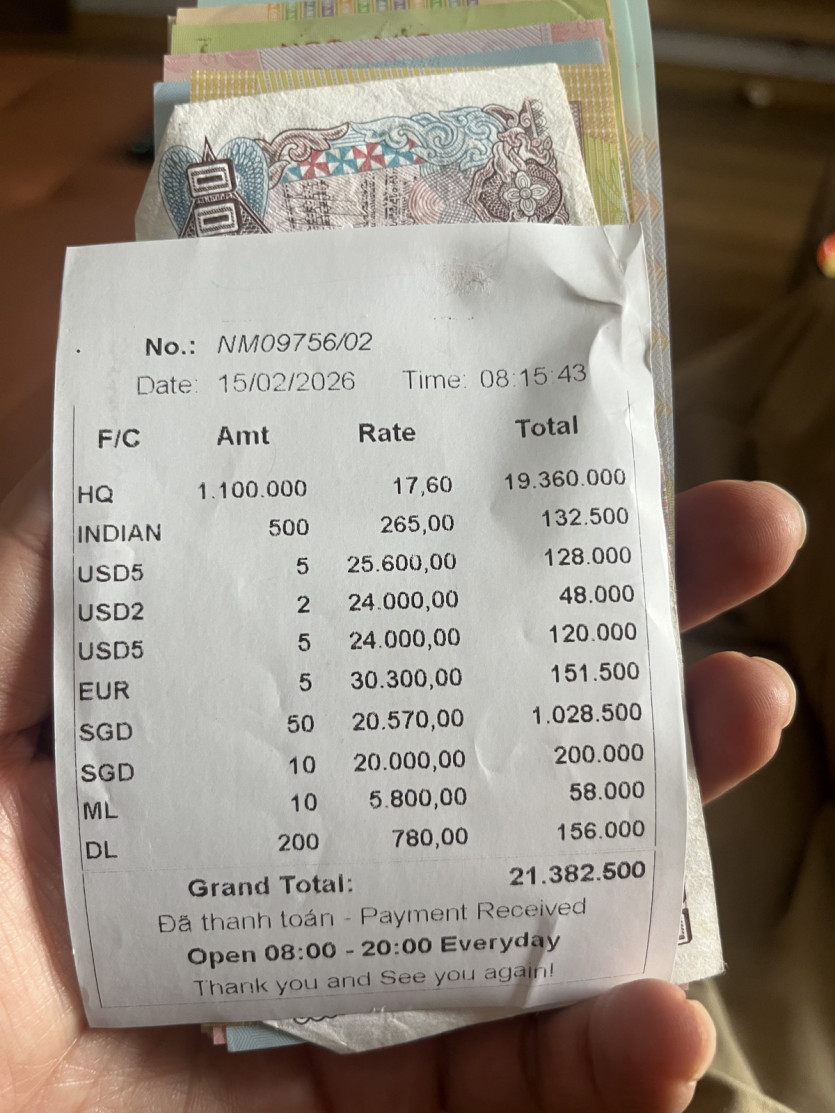 No.: NM09756/02
Date: 15/02/2026 Time: 08:15:43
F/C Amt Rate Total
HQ 1.100.000 17,60 19.360.000
INDIAN 500 265,00 132.500
USD5 5 25.600,00 128.000
USD2 2 24.000,00 48.000
USD5 5 24.000,00 120.000
EUR 5 30.300,00 151.500
SGD 50 20.570,00 1.028.500
SGD 10 20.000,00 200.000
ML 10 5.800,00 58.000
DL 200 780,00 156.000
Grand Total: 21.382.500
Đã thanh toán - Payment Received
Open 08:00 - 20:00 Everyday
Thank you and See you again!